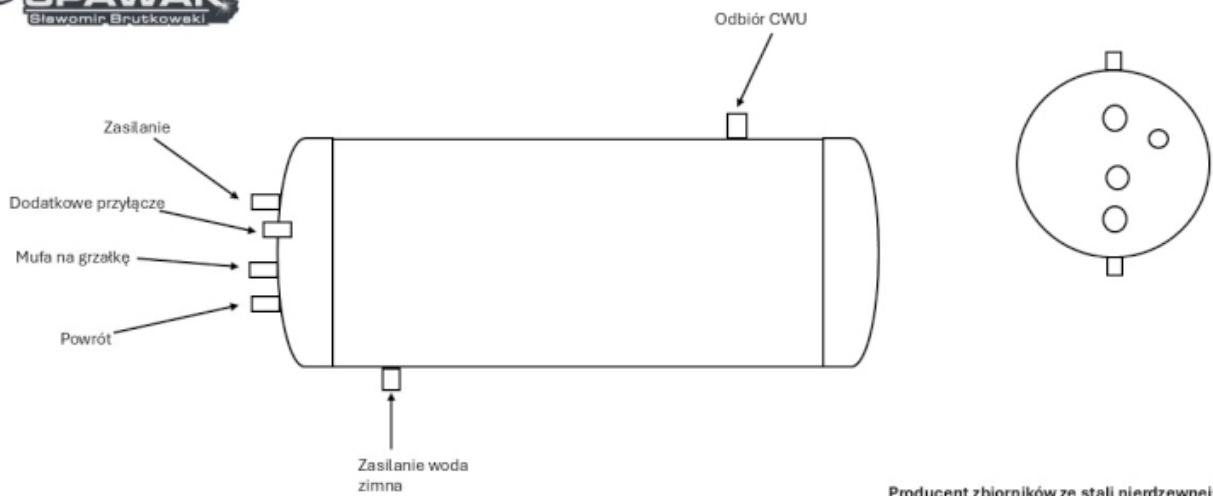 SPAWAK
Sławomir Brutkowski
Odbiór CWU
Zasilanie
Dodatkowe przyłącze
Mufa na grzałkę
Powrót
Zasilanie woda
zimna
Producent zbiorników ze stali nierdzewnej